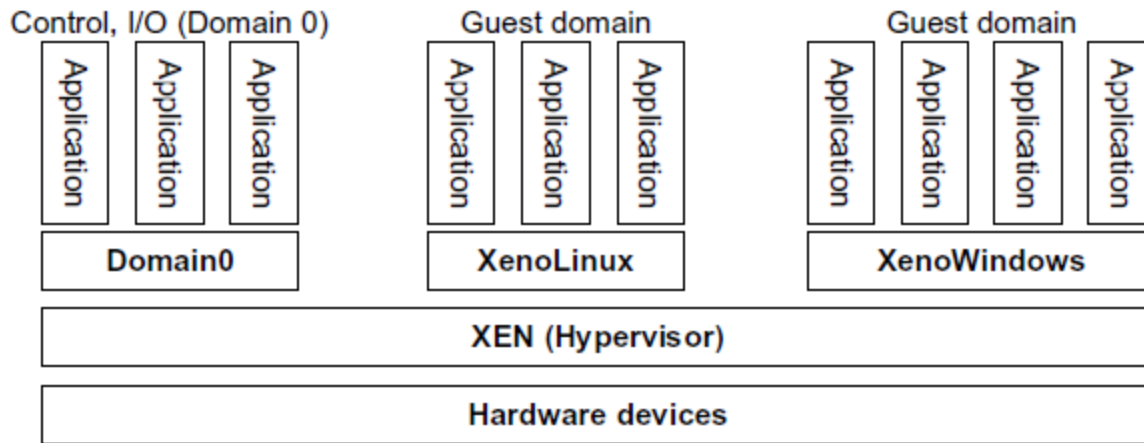 Control, I/O (Domain 0)
Guest domain
Guest domain
Application
Application
Application
Application
Application
Application
Application
Application
Application
Application
Domain0
XenoLinux
XenoWindows
XEN (Hypervisor)
Hardware devices